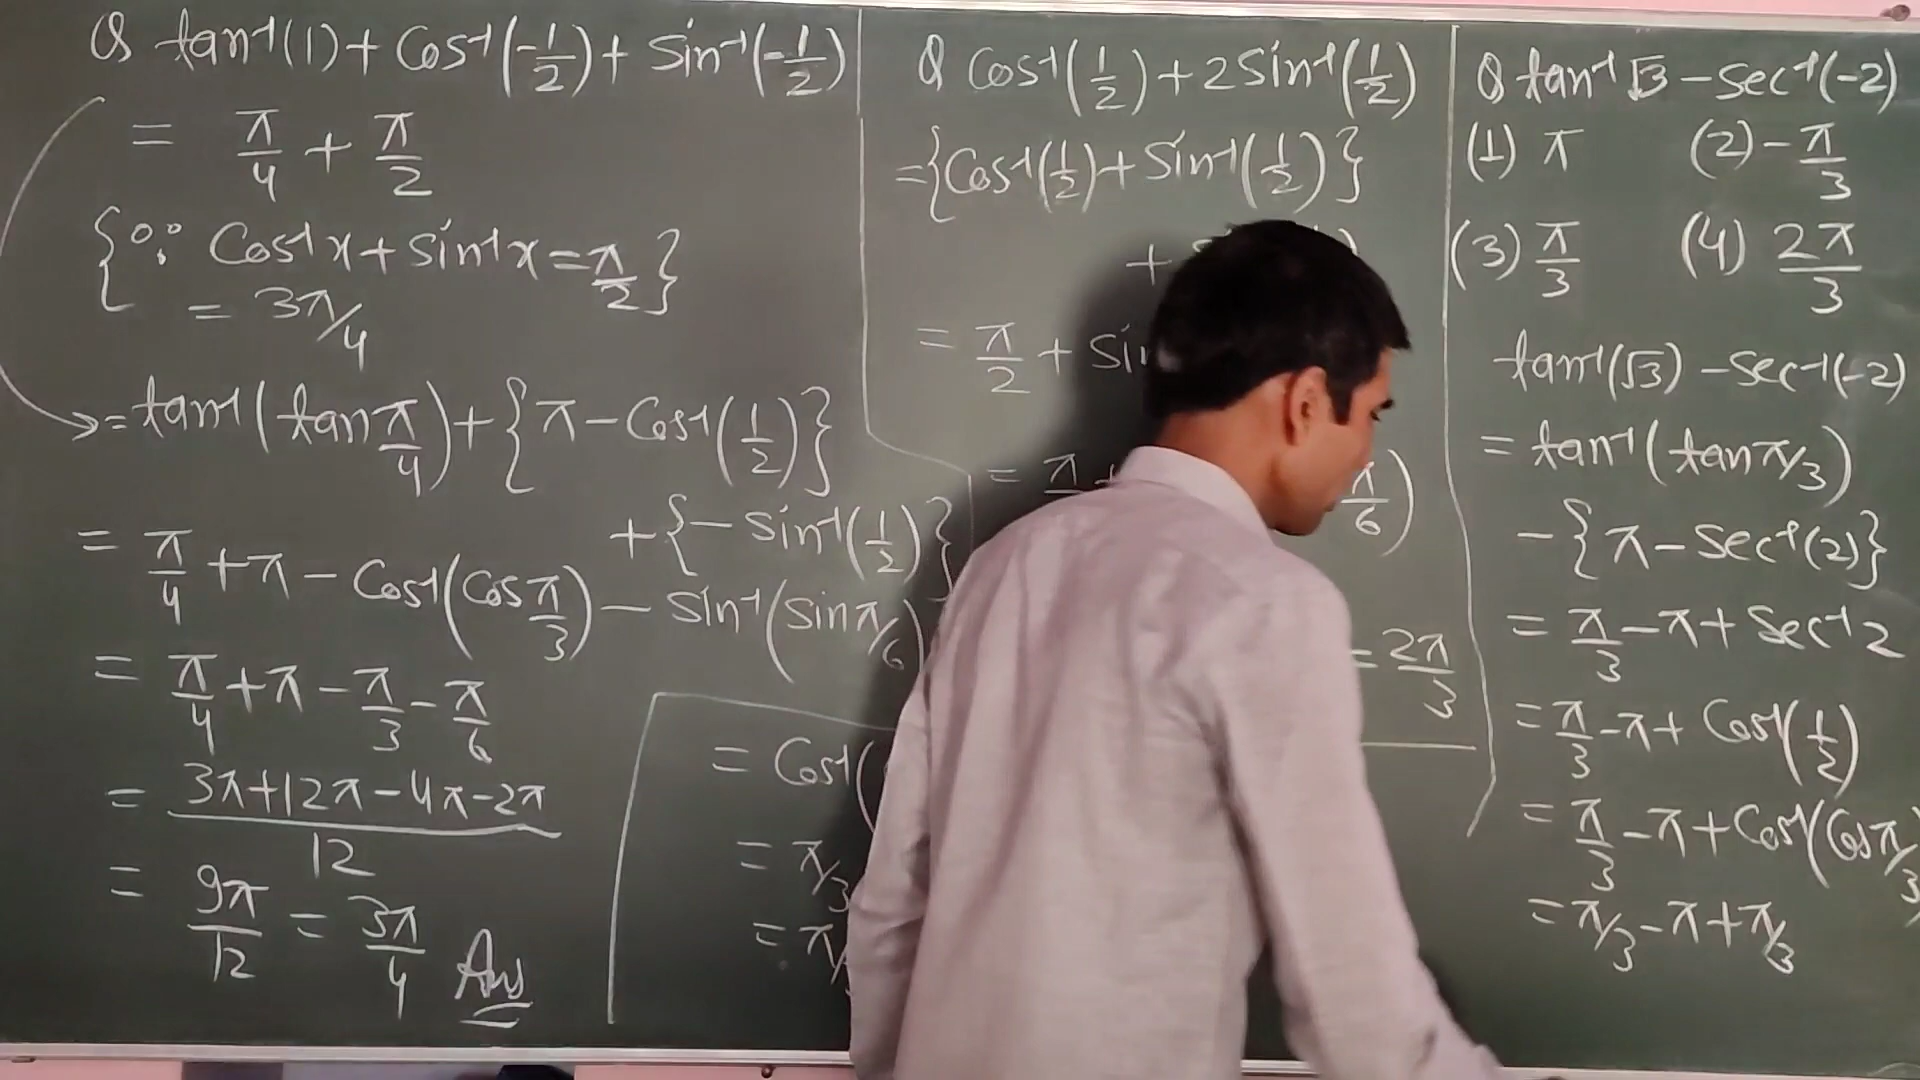 Q tan⁻¹(1) + Cos⁻¹(-1/2) + Sin⁻¹(-1/2)
= π/4 + π/2
{∵ Cos⁻¹x + Sin⁻¹x = π/2}
= 3π/4
→ = tan⁻¹(tan π/4) + {π - Cos⁻¹(1/2)}
+ {- Sin⁻¹(1/2)}
= π/4 + π - Cos⁻¹(Cos π/3) - Sin⁻¹(Sin π/6)
= π/4 + π - π/3 - π/6
= (3π + 12π - 4π - 2π)/12
= 9π/12 = 3π/4 Ans
Q Cos⁻¹(1/2) + 2Sin⁻¹(1/2)
= {Cos⁻¹(1/2) + Sin⁻¹(1/2)}
+
= π/2 + Sin
= π
π/6)
= 2π/3
= Cos⁻¹(
= π/3
= π/
Q tan⁻¹√3 - Sec⁻¹(-2)
(1) π (2) -π/3
(3) π/3 (4) 2π/3
tan⁻¹(√3) - Sec⁻¹(-2)
= tan⁻¹(tan π/3)
- {π - Sec⁻¹(2)}
= π/3 - π + Sec⁻¹2
= π/3 - π + Cos⁻¹(1/2)
= π/3 - π + Cos⁻¹(Cos π/3)
= π/3 - π + π/3